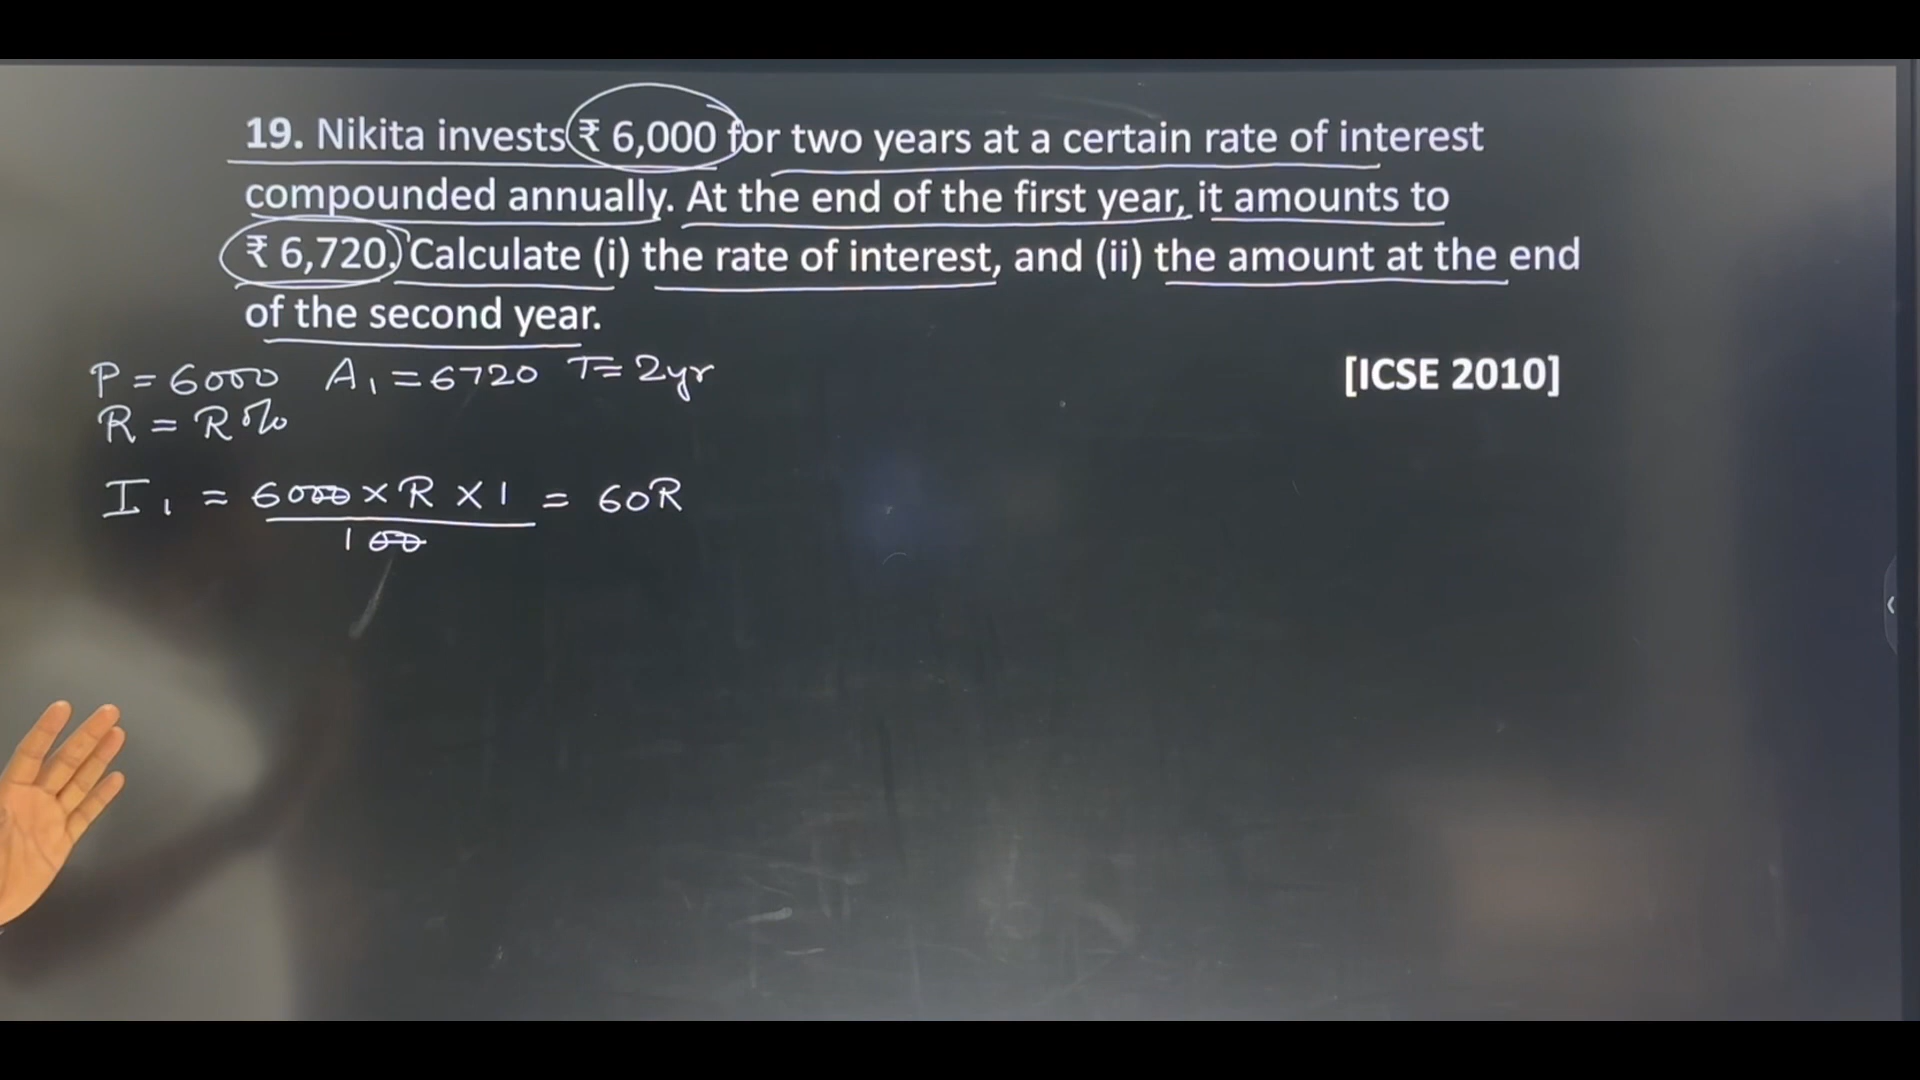 19. Nikita invests ₹ 6,000 for two years at a certain rate of interest
compounded annually. At the end of the first year, it amounts to
₹ 6,720. Calculate (i) the rate of interest, and (ii) the amount at the end
of the second year.
[ICSE 2010]
P = 6000 A₁ = 6720 T = 2yr
R = R%
I₁ = 6000 × R × 1 = 60R
100